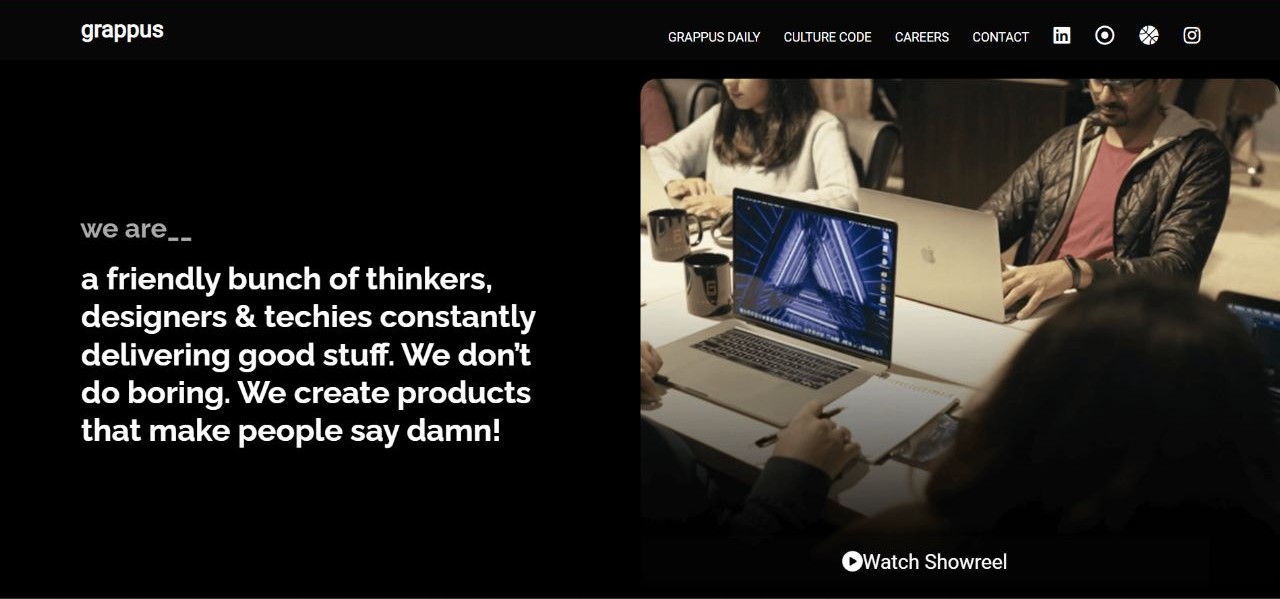 grappus
GRAPPUS DAILY CULTURE CODE CAREERS CONTACT
we are__
a friendly bunch of thinkers,
designers & techies constantly
delivering good stuff. We don’t
do boring. We create products
that make people say damn!
Watch Showreel